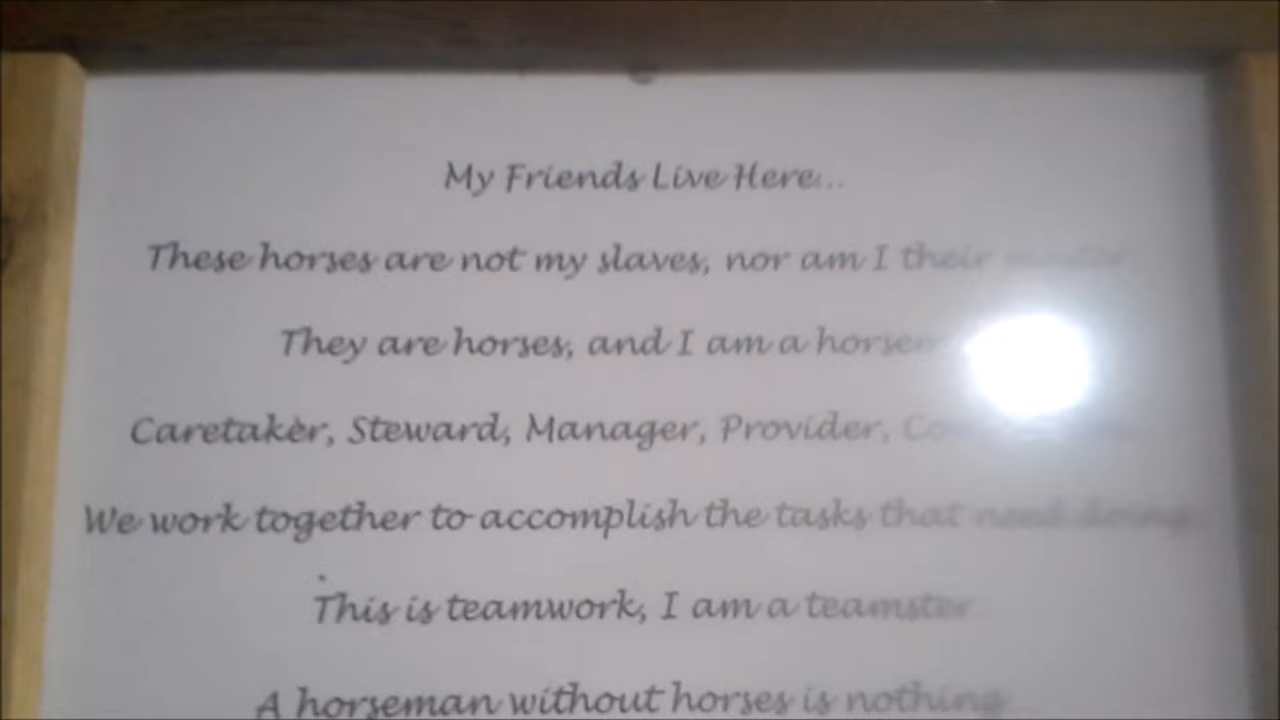 My Friends Live Here...
These horses are not my slaves, nor am I their
They are horses, and I am a
Caretaker, Steward, Manager, Provider,
We work together to accomplish the tasks that need doing.
This is teamwork, I am a teamster.
A horseman without horses is nothing